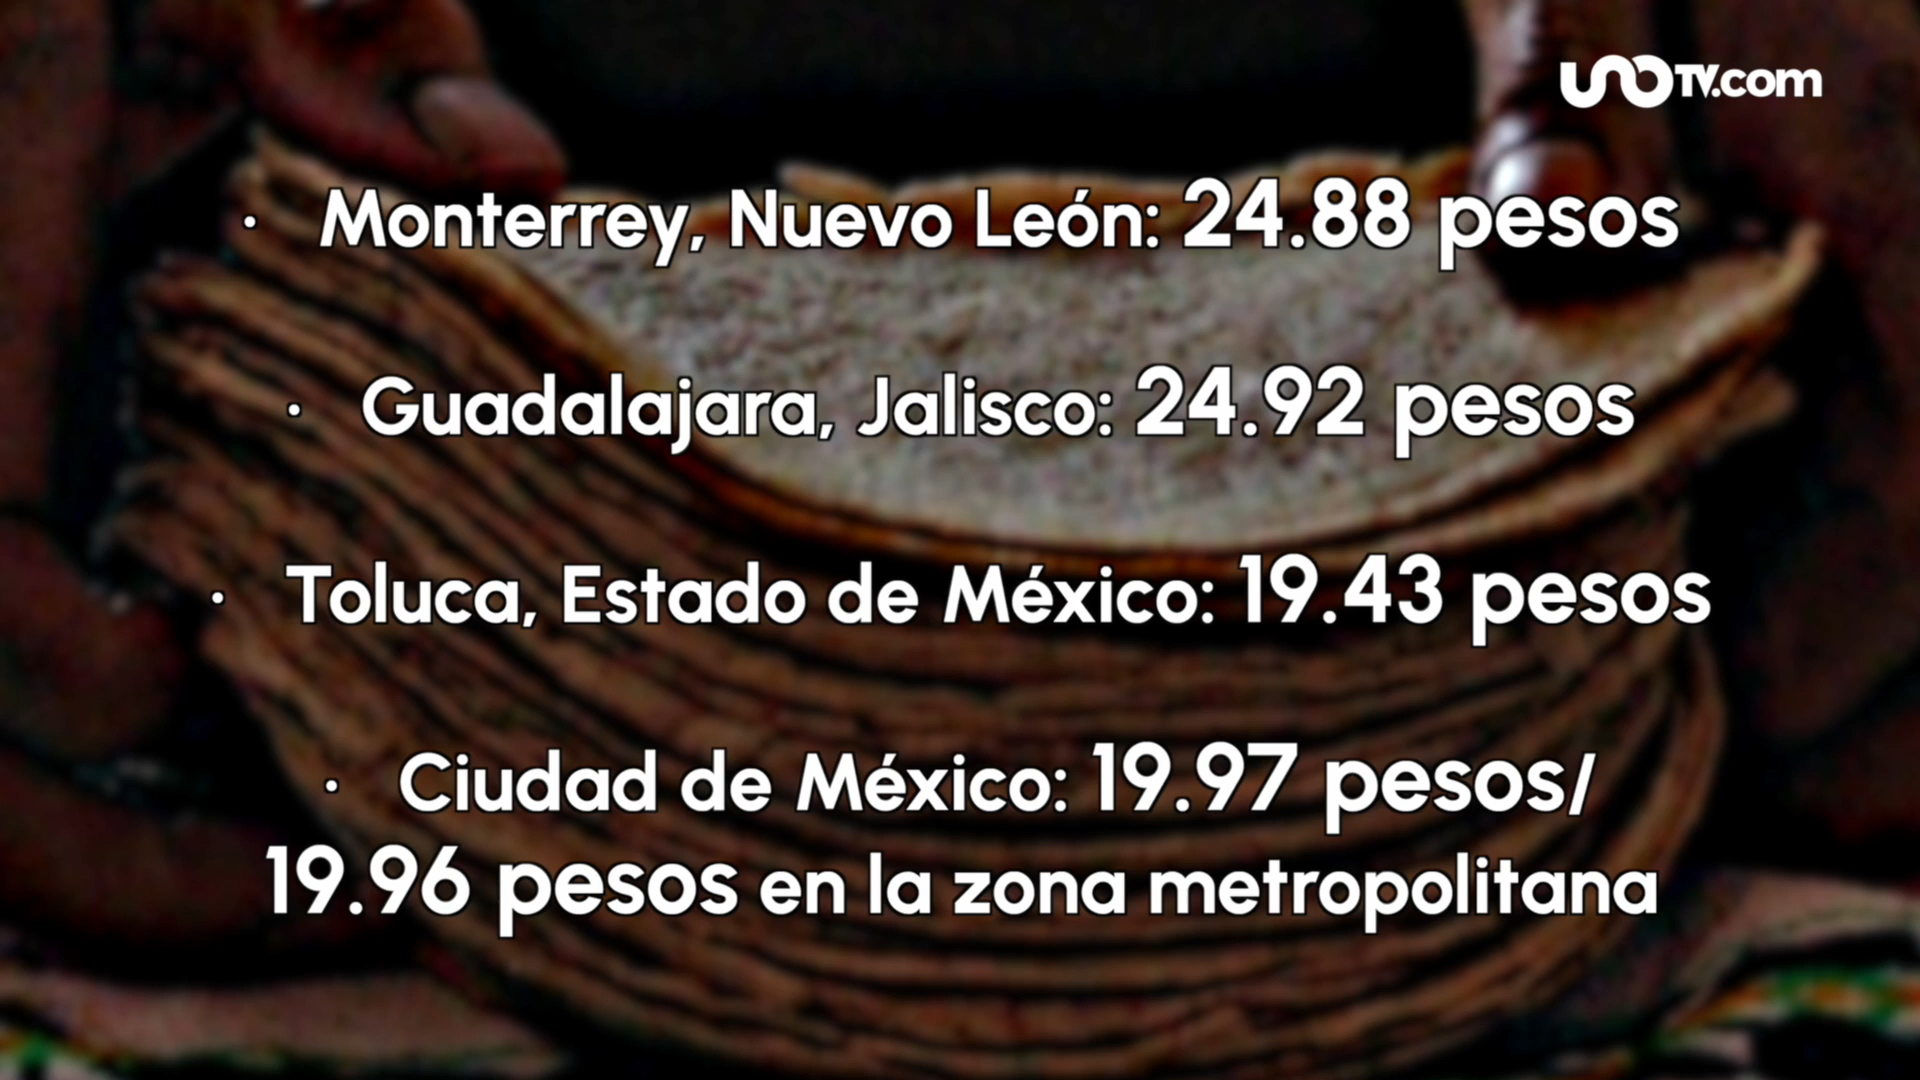 UNOTV.com
· Monterrey, Nuevo León: 24.88 pesos
· Guadalajara, Jalisco: 24.92 pesos
· Toluca, Estado de México: 19.43 pesos
· Ciudad de México: 19.97 pesos/
19.96 pesos en la zona metropolitana